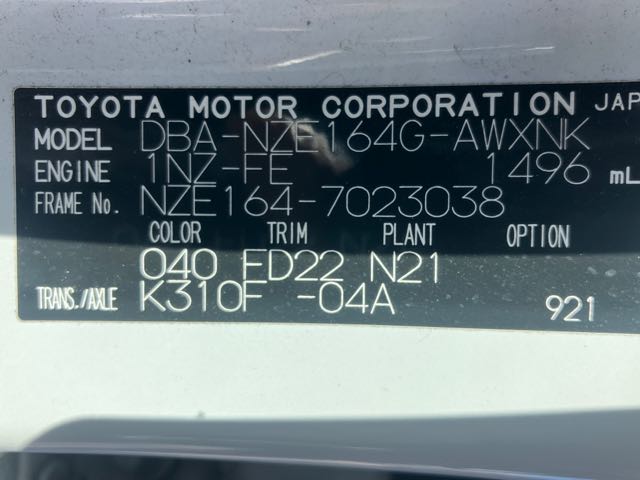 TOYOTA MOTOR CORPORATION JAP
MODEL DBA-NZE164G-AWXNK
ENGINE 1NZ-FE 1496 mL
FRAME No. NZE164-7023038
COLOR TRIM PLANT OPTION
040 FD22 N21
TRANS./AXLE K310F -04A 921